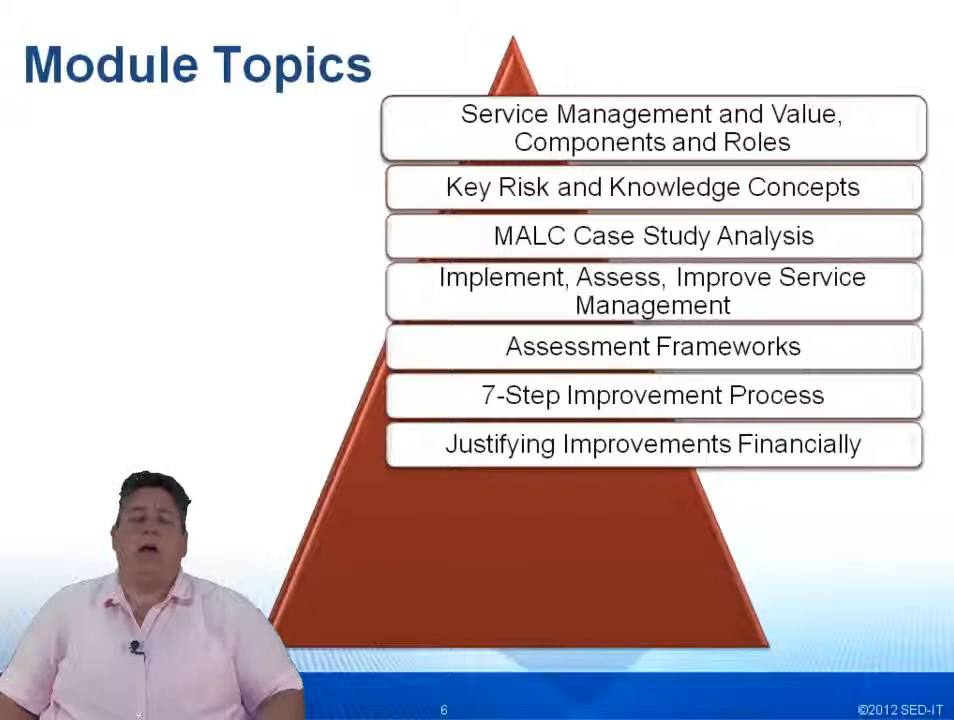 Module Topics
Service Management and Value,
Components and Roles
Key Risk and Knowledge Concepts
MALC Case Study Analysis
Implement, Assess, Improve Service
Management
Assessment Frameworks
7-Step Improvement Process
Justifying Improvements Financially
6
©2012 SED-IT